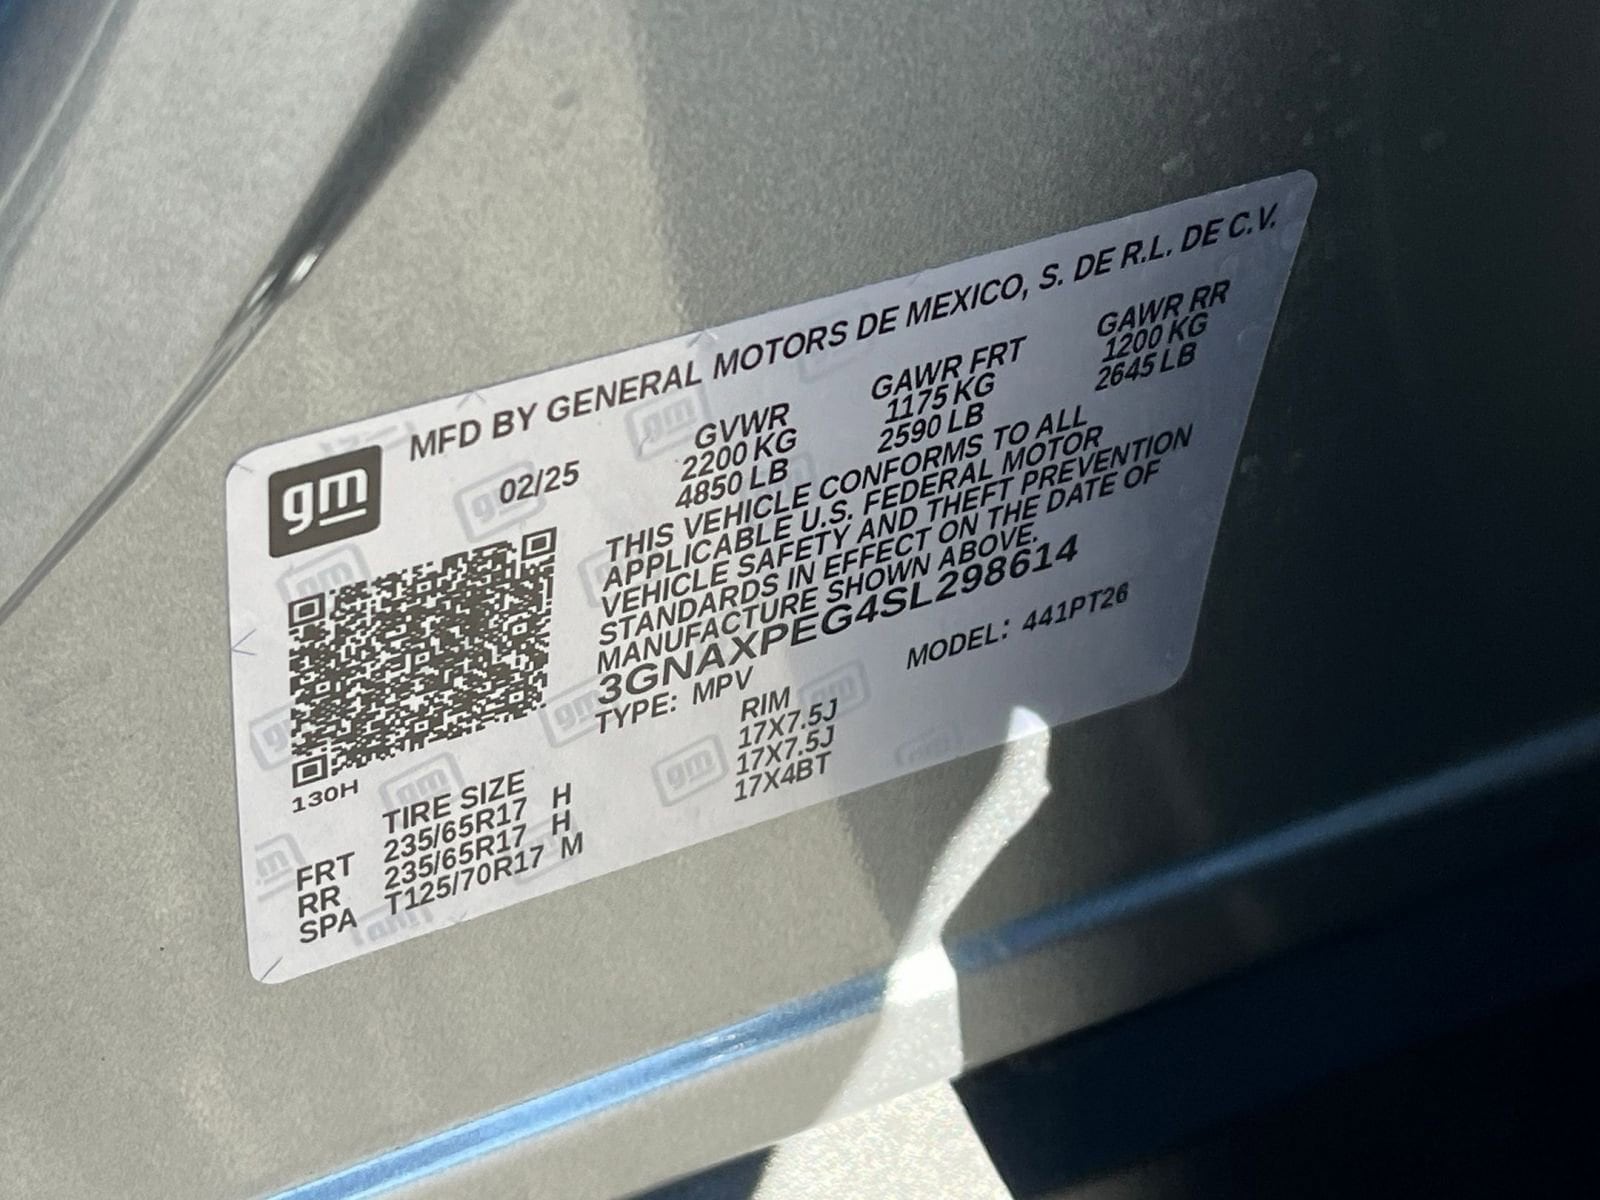 gm
MFD BY GENERAL MOTORS DE MEXICO, S. DE R.L. DE C.V.
02/25
GVWR GAWR FRT GAWR RR
2200 KG 1175 KG 1200 KG
4850 LB 2590 LB 2645 LB
THIS VEHICLE CONFORMS TO ALL
APPLICABLE U.S. FEDERAL MOTOR
VEHICLE SAFETY AND THEFT PREVENTION
STANDARDS IN EFFECT ON THE DATE OF
MANUFACTURE SHOWN ABOVE.
3GNAXPEG4SL298614
TYPE: MPV MODEL: 441PT26
130H
TIRE SIZE RIM
FRT 235/65R17 H 17X7.5J
RR 235/65R17 H 17X7.5J
SPA T125/70R17 M 17X4BT